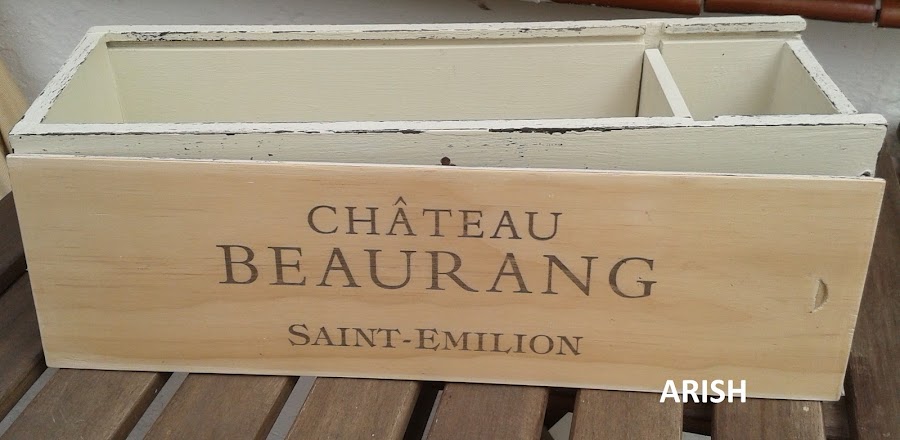 CHÂTEAU
BEAURANG
SAINT-EMILION
ARISH